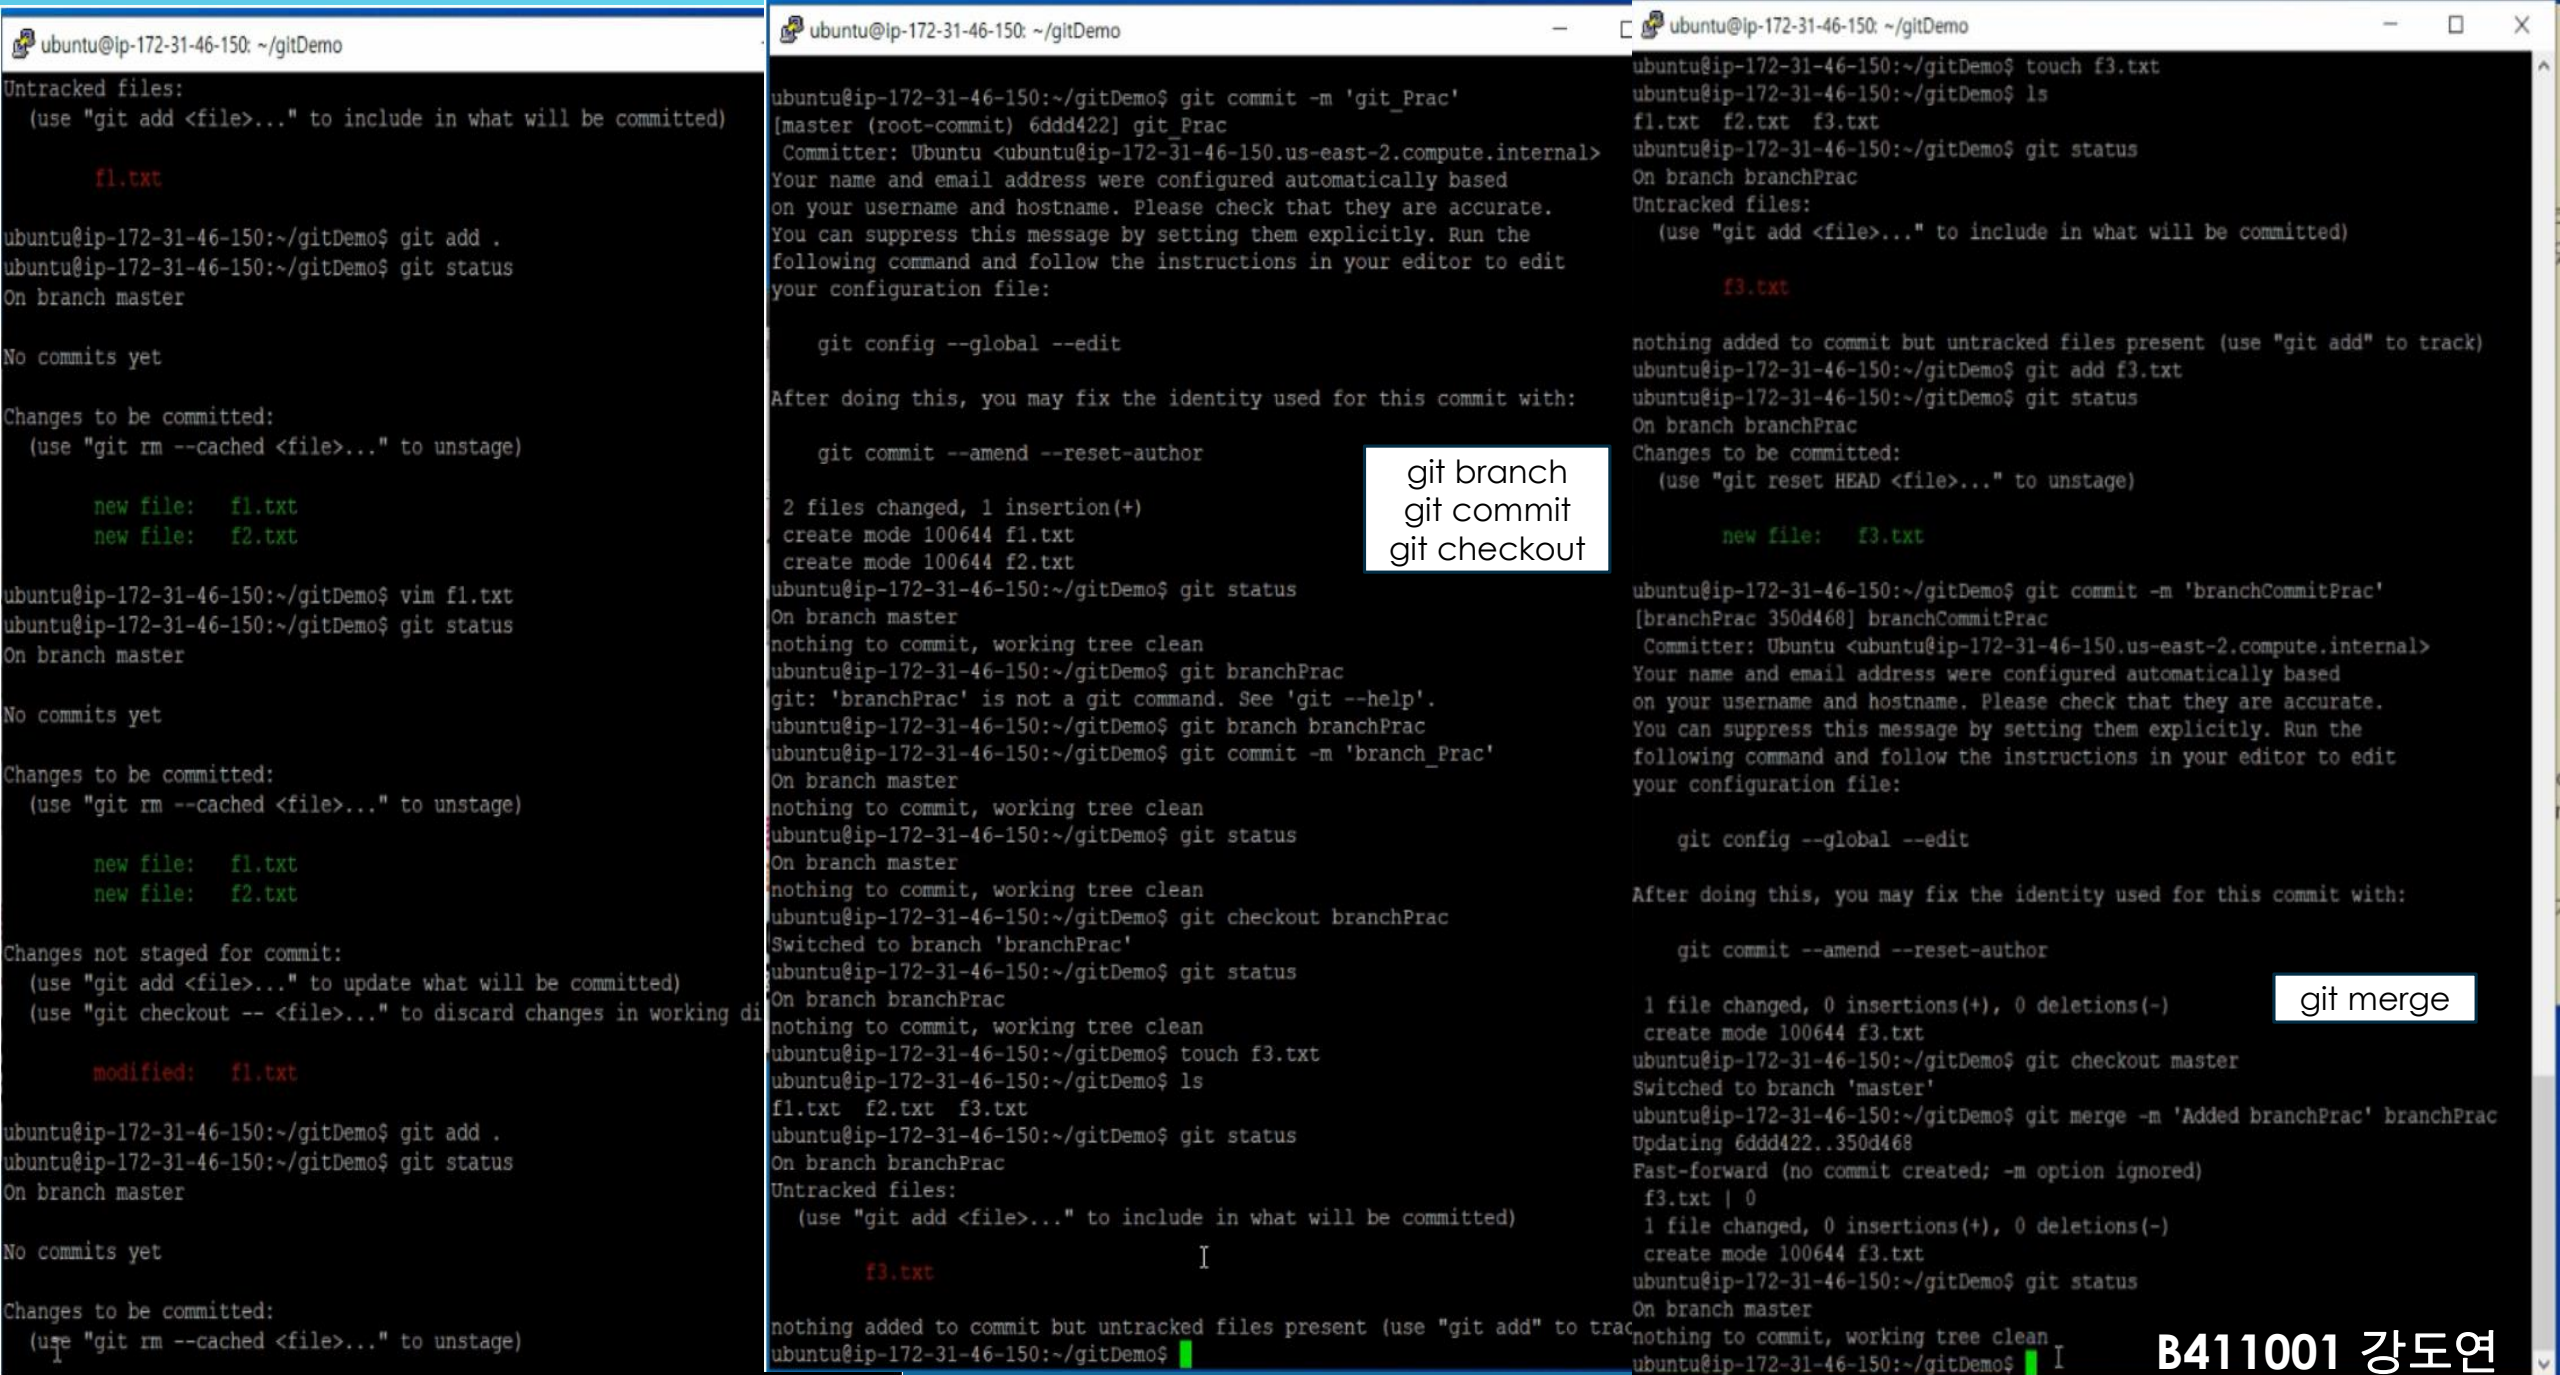 ubuntu@ip-172-31-46-150: ~/gitDemo
Untracked files:
(use "git add <file>..." to include in what will be committed)
f1.txt
ubuntu@ip-172-31-46-150:~/gitDemo$ git add .
ubuntu@ip-172-31-46-150:~/gitDemo$ git status
On branch master
No commits yet
Changes to be committed:
(use "git rm --cached <file>..." to unstage)
new file:   f1.txt
new file:   f2.txt
ubuntu@ip-172-31-46-150:~/gitDemo$ vim f1.txt
ubuntu@ip-172-31-46-150:~/gitDemo$ git status
On branch master
No commits yet
Changes to be committed:
(use "git rm --cached <file>..." to unstage)
new file:   f1.txt
new file:   f2.txt
Changes not staged for commit:
(use "git add <file>..." to update what will be committed)
(use "git checkout -- <file>..." to discard changes in working di
modified:   f1.txt
ubuntu@ip-172-31-46-150:~/gitDemo$ git add .
ubuntu@ip-172-31-46-150:~/gitDemo$ git status
On branch master
No commits yet
Changes to be committed:
(use "git rm --cached <file>..." to unstage)
ubuntu@ip-172-31-46-150: ~/gitDemo
ubuntu@ip-172-31-46-150:~/gitDemo$ git commit -m 'git_Prac'
[master (root-commit) 6ddd422] git_Prac
Committer: Ubuntu <ubuntu@ip-172-31-46-150.us-east-2.compute.internal>
Your name and email address were configured automatically based
on your username and hostname. Please check that they are accurate.
You can suppress this message by setting them explicitly. Run the
following command and follow the instructions in your editor to edit
your configuration file:
git config --global --edit
After doing this, you may fix the identity used for this commit with:
git commit --amend --reset-author
2 files changed, 1 insertion(+)
create mode 100644 f1.txt
create mode 100644 f2.txt
ubuntu@ip-172-31-46-150:~/gitDemo$ git status
On branch master
nothing to commit, working tree clean
ubuntu@ip-172-31-46-150:~/gitDemo$ git branchPrac
git: 'branchPrac' is not a git command. See 'git --help'.
ubuntu@ip-172-31-46-150:~/gitDemo$ git branch branchPrac
ubuntu@ip-172-31-46-150:~/gitDemo$ git commit -m 'branch_Prac'
On branch master
nothing to commit, working tree clean
ubuntu@ip-172-31-46-150:~/gitDemo$ git status
On branch master
nothing to commit, working tree clean
ubuntu@ip-172-31-46-150:~/gitDemo$ git checkout branchPrac
Switched to branch 'branchPrac'
ubuntu@ip-172-31-46-150:~/gitDemo$ git status
On branch branchPrac
nothing to commit, working tree clean
ubuntu@ip-172-31-46-150:~/gitDemo$ touch f3.txt
ubuntu@ip-172-31-46-150:~/gitDemo$ ls
f1.txt  f2.txt  f3.txt
ubuntu@ip-172-31-46-150:~/gitDemo$ git status
On branch branchPrac
Untracked files:
(use "git add <file>..." to include in what will be committed)
f3.txt
nothing added to commit but untracked files present (use "git add" to trac
ubuntu@ip-172-31-46-150:~/gitDemo$
git branch
git commit
git checkout
ubuntu@ip-172-31-46-150: ~/gitDemo
ubuntu@ip-172-31-46-150:~/gitDemo$ touch f3.txt
ubuntu@ip-172-31-46-150:~/gitDemo$ ls
f1.txt  f2.txt  f3.txt
ubuntu@ip-172-31-46-150:~/gitDemo$ git status
On branch branchPrac
Untracked files:
(use "git add <file>..." to include in what will be committed)
f3.txt
nothing added to commit but untracked files present (use "git add" to track)
ubuntu@ip-172-31-46-150:~/gitDemo$ git add f3.txt
ubuntu@ip-172-31-46-150:~/gitDemo$ git status
On branch branchPrac
Changes to be committed:
(use "git reset HEAD <file>..." to unstage)
new file:   f3.txt
ubuntu@ip-172-31-46-150:~/gitDemo$ git commit -m 'branchCommitPrac'
[branchPrac 350d468] branchCommitPrac
Committer: Ubuntu <ubuntu@ip-172-31-46-150.us-east-2.compute.internal>
Your name and email address were configured automatically based
on your username and hostname. Please check that they are accurate.
You can suppress this message by setting them explicitly. Run the
following command and follow the instructions in your editor to edit
your configuration file:
git config --global --edit
After doing this, you may fix the identity used for this commit with:
git commit --amend --reset-author
1 file changed, 0 insertions(+), 0 deletions(-)
create mode 100644 f3.txt
ubuntu@ip-172-31-46-150:~/gitDemo$ git checkout master
Switched to branch 'master'
ubuntu@ip-172-31-46-150:~/gitDemo$ git merge -m 'Added branchPrac' branchPrac
Updating 6ddd422..350d468
Fast-forward (no commit created; -m option ignored)
f3.txt | 0
1 file changed, 0 insertions(+), 0 deletions(-)
create mode 100644 f3.txt
ubuntu@ip-172-31-46-150:~/gitDemo$ git status
On branch master
nothing to commit, working tree clean
ubuntu@ip-172-31-46-150:~/gitDemo$
git merge
B411001 강도연